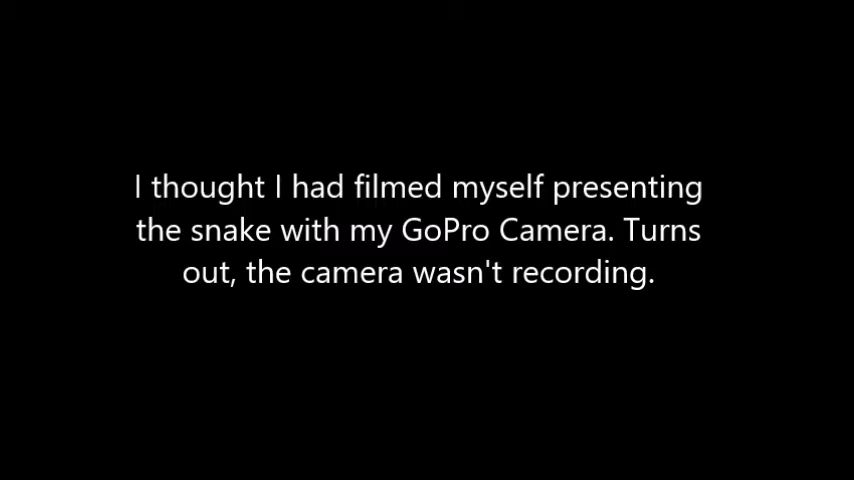 I thought I had filmed myself presenting
the snake with my GoPro Camera. Turns
out, the camera wasn't recording.